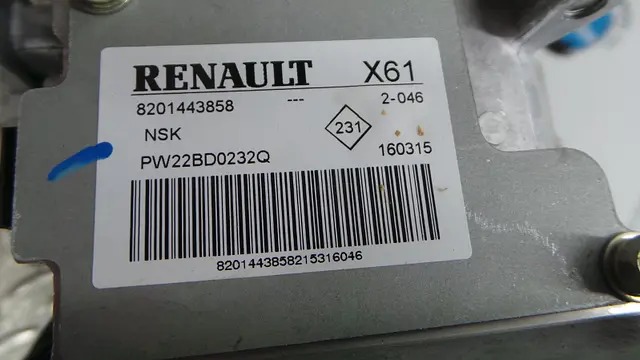 RENAULT X61
8201443858 --- 2-046
NSK 231
PW22BD0232Q 160315
8201443858215316046